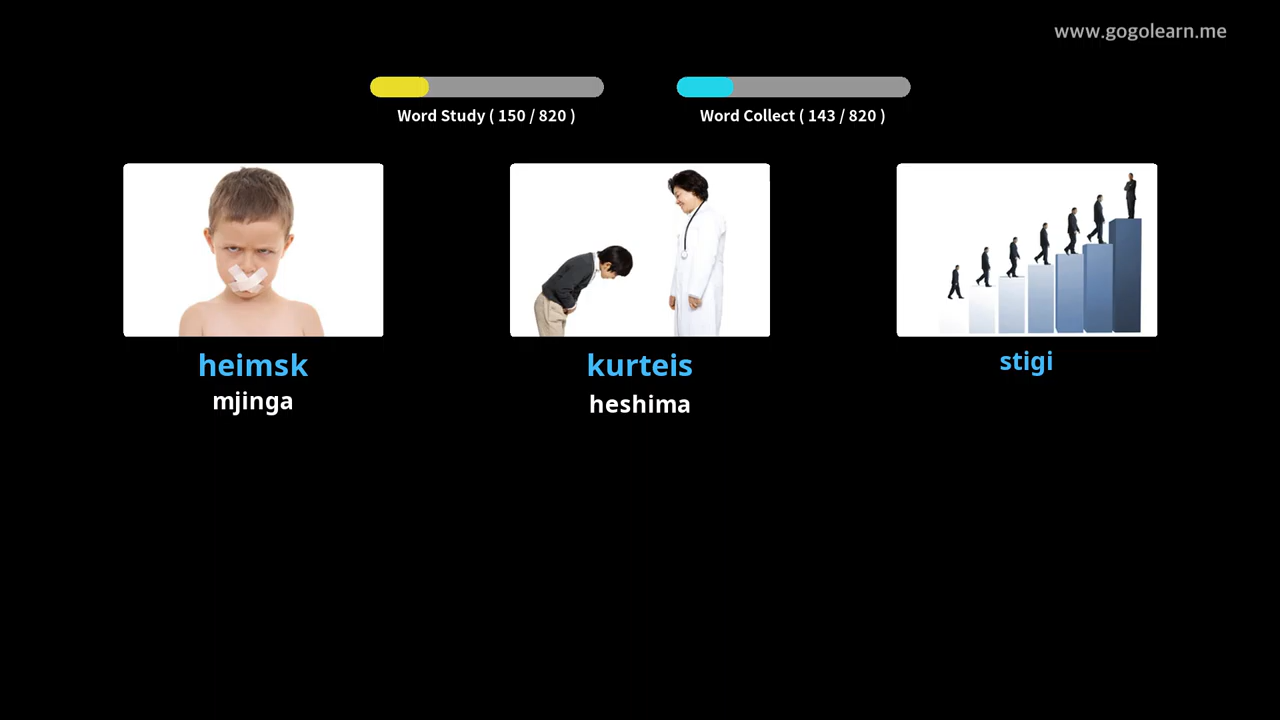 www.gogolearn.me
Word Study ( 150 / 820 )
Word Collect ( 143 / 820 )
heimsk
mjinga
kurteis
heshima
stigi